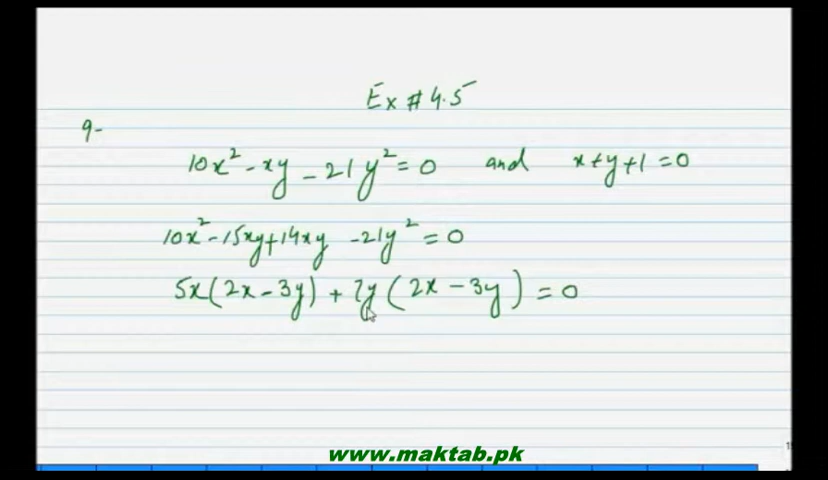 Ex # 4.5
9-
10x² - xy - 21y² = 0 and x+y+1 = 0
10x² - 15xy + 14xy - 21y² = 0
5x(2x - 3y) + 7y(2x - 3y) = 0
www.maktab.pk